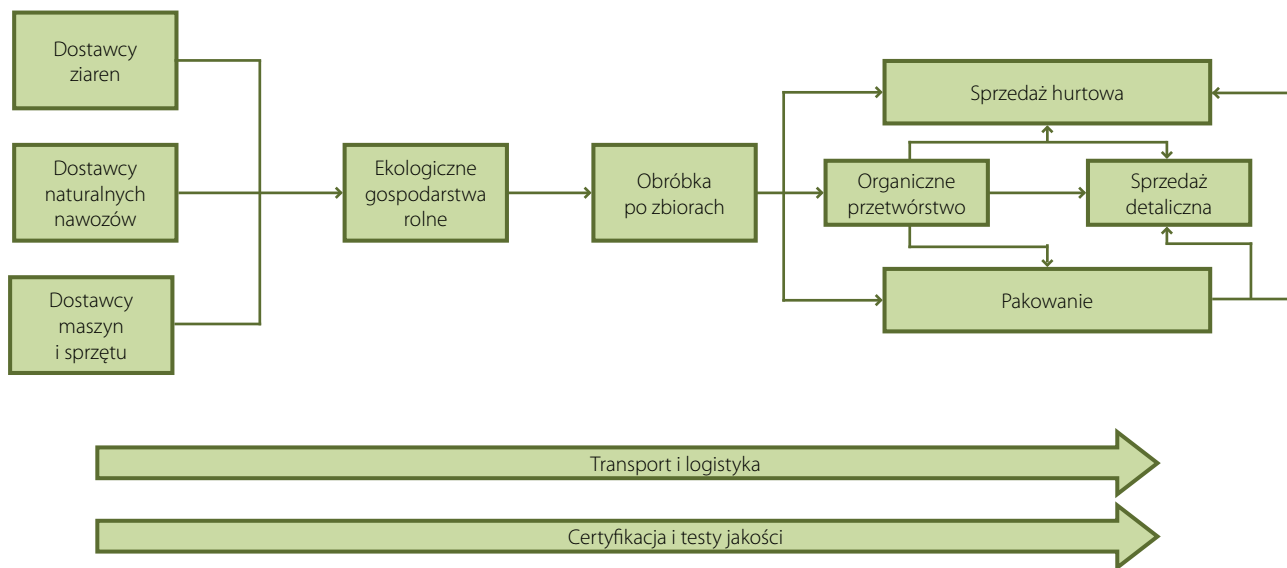 Dostawcy
ziaren
Dostawcy
naturalnych
nawozów
Dostawcy
maszyn
i sprzętu
Ekologiczne
gospodarstwa
rolne
Obróbka
po zbiorach
Sprzedaż hurtowa
Organiczne
przetwórstwo
Sprzedaż
detaliczna
Pakowanie
Transport i logistyka
Certyfikacja i testy jakości